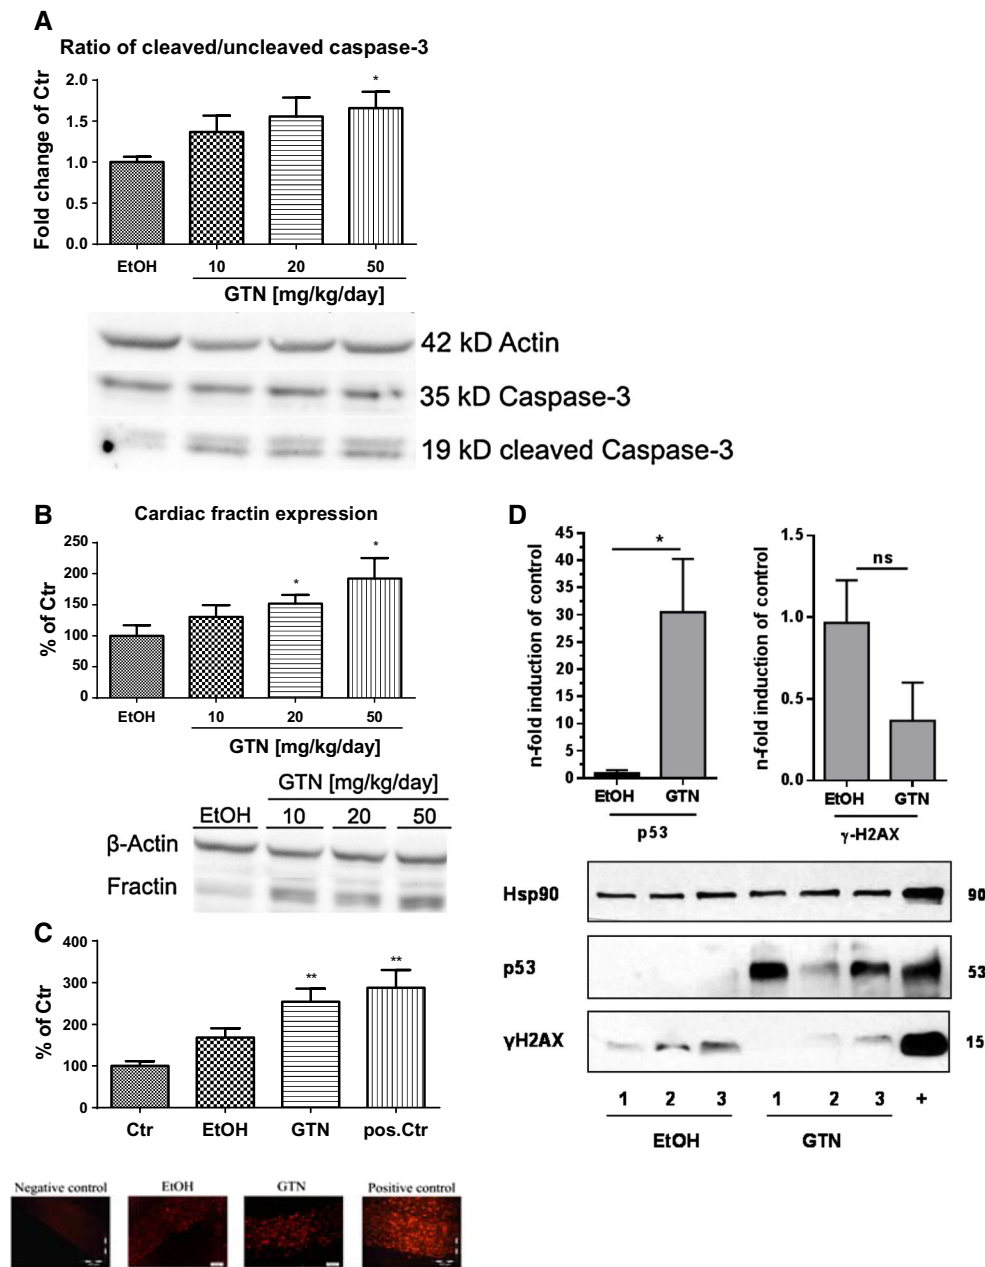 A
Ratio of cleaved/uncleaved caspase-3
Fold change of Ctr
2.0
1.5
1.0
0.5
0.0
*
EtOH 10 20 50
GTN [mg/kg/day]
42 kD Actin
35 kD Caspase-3
19 kD cleaved Caspase-3
B
Cardiac fractin expression
% of Ctr
250
200
150
100
50
0
* *
EtOH 10 20 50
GTN [mg/kg/day]
GTN [mg/kg/day]
EtOH 10 20 50
β-Actin
Fractin
C
% of Ctr
400
300
200
100
0
** **
Ctr EtOH GTN pos.Ctr
Negative control EtOH GTN Positive control
D
n-fold induction of control
45
40
35
30
25
20
15
10
5
0
*
EtOH GTN
p53
n-fold induction of control
1.5
1.0
0.5
0.0
ns
EtOH GTN
γ-H2AX
Hsp90 90
p53 53
γH2AX 15
1 2 3 1 2 3 +
EtOH GTN